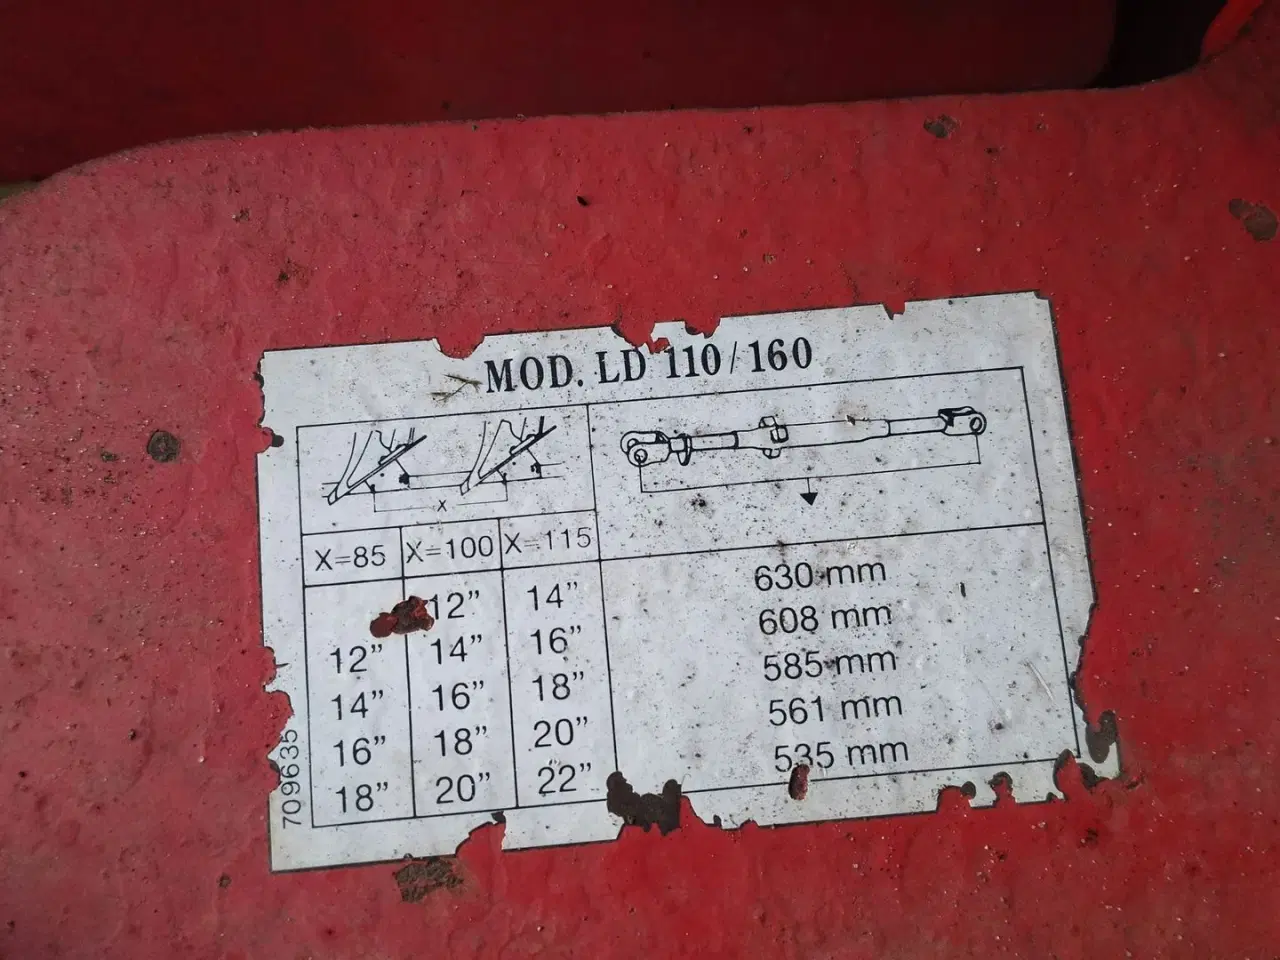 MOD. LD 110/160
X
X=85 X=100 X=115
12” 14” 630 mm
12” 14” 16” 608 mm
14” 16” 18” 585 mm
16” 18” 20” 561 mm
18” 20” 22” 535 mm
709635